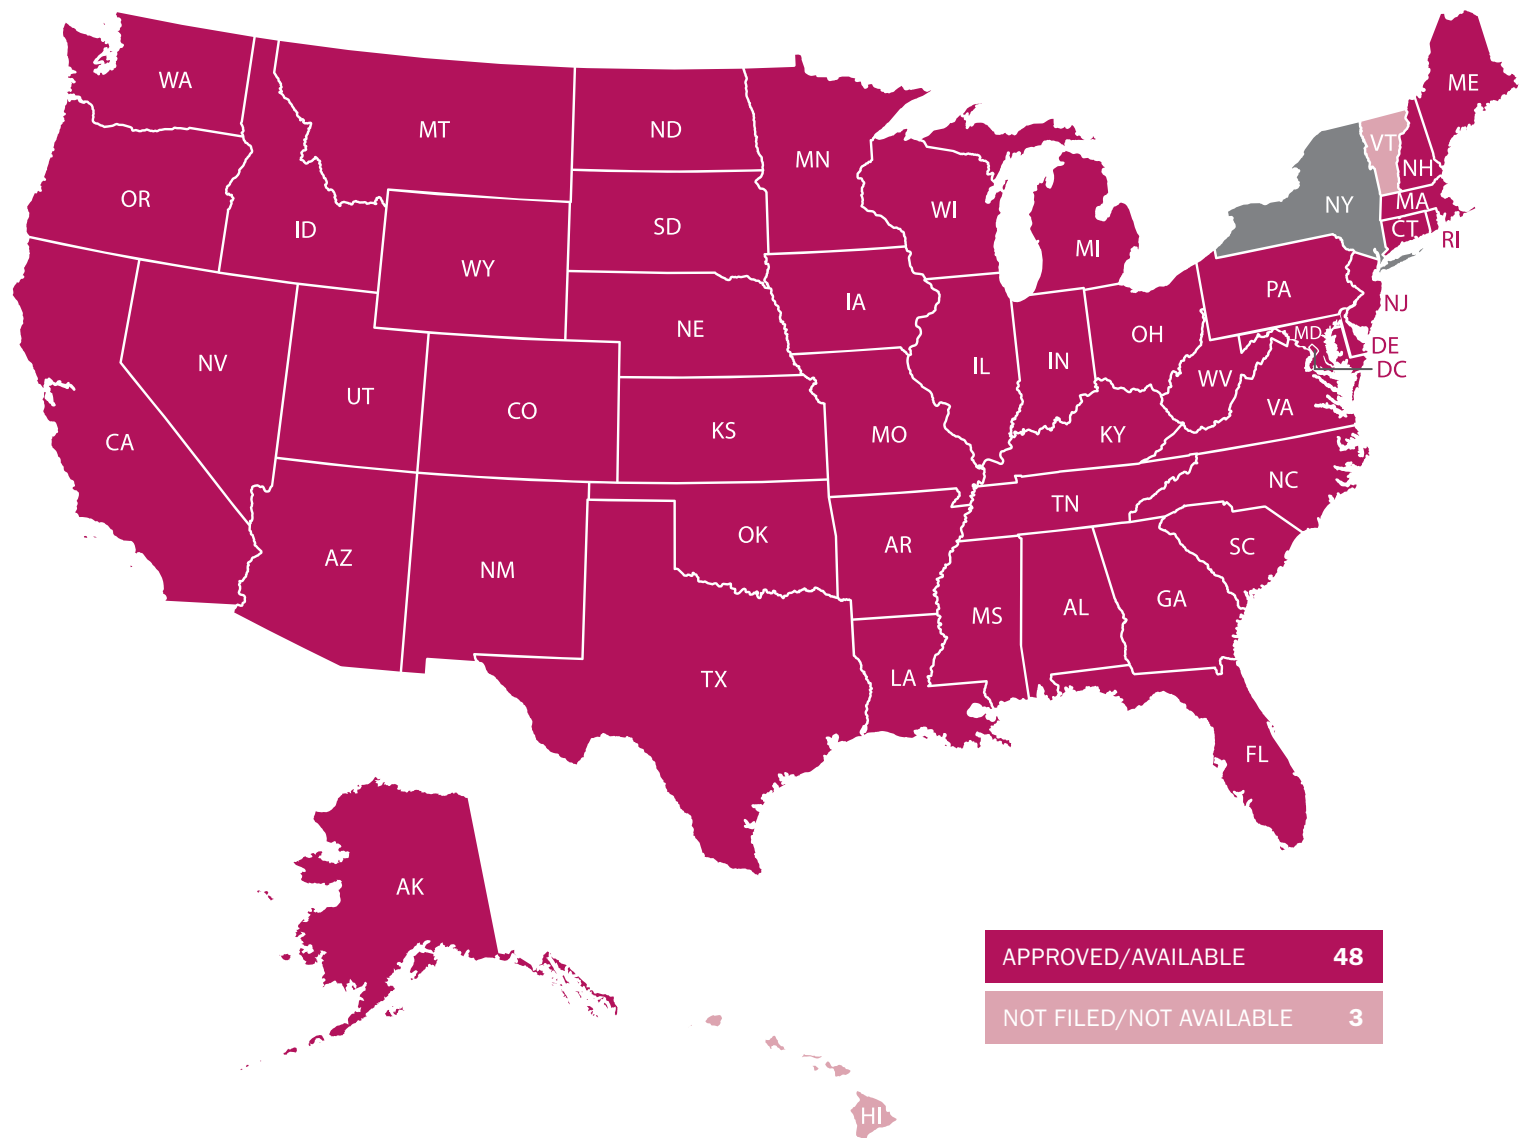 WA
ME
MT
ND
VT
MN
NH
OR
MA
NY
WI
SD
CT
ID
RI
MI
WY
PA
IA
NJ
NE
MD
OH
DE
IN
NV
IL
DC
WV
UT
VA
CO
KS
MO
KY
CA
NC
TN
OK
AR
SC
AZ
NM
GA
AL
MS
LA
TX
FL
AK
APPROVED/AVAILABLE 48
NOT FILED/NOT AVAILABLE 3
HI